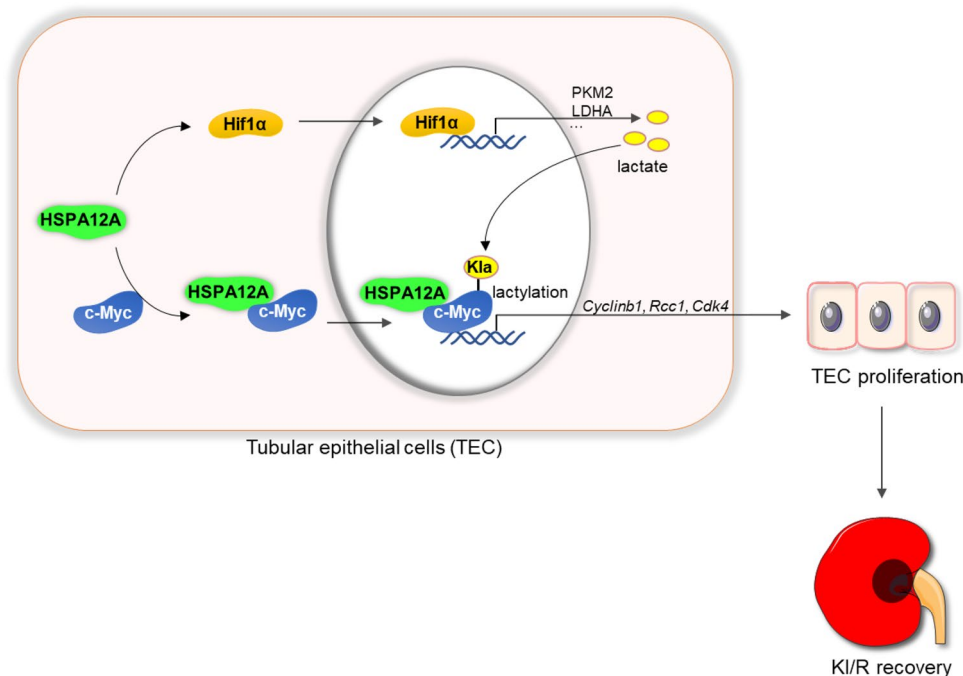 PKM2
LDHA
...
Hif1α
Hif1α
lactate
HSPA12A
Kla
HSPA12A
HSPA12A
lactylation
c-Myc
c-Myc
c-Myc
Cyclinb1, Rcc1, Cdk4
TEC proliferation
Tubular epithelial cells (TEC)
KI/R recovery